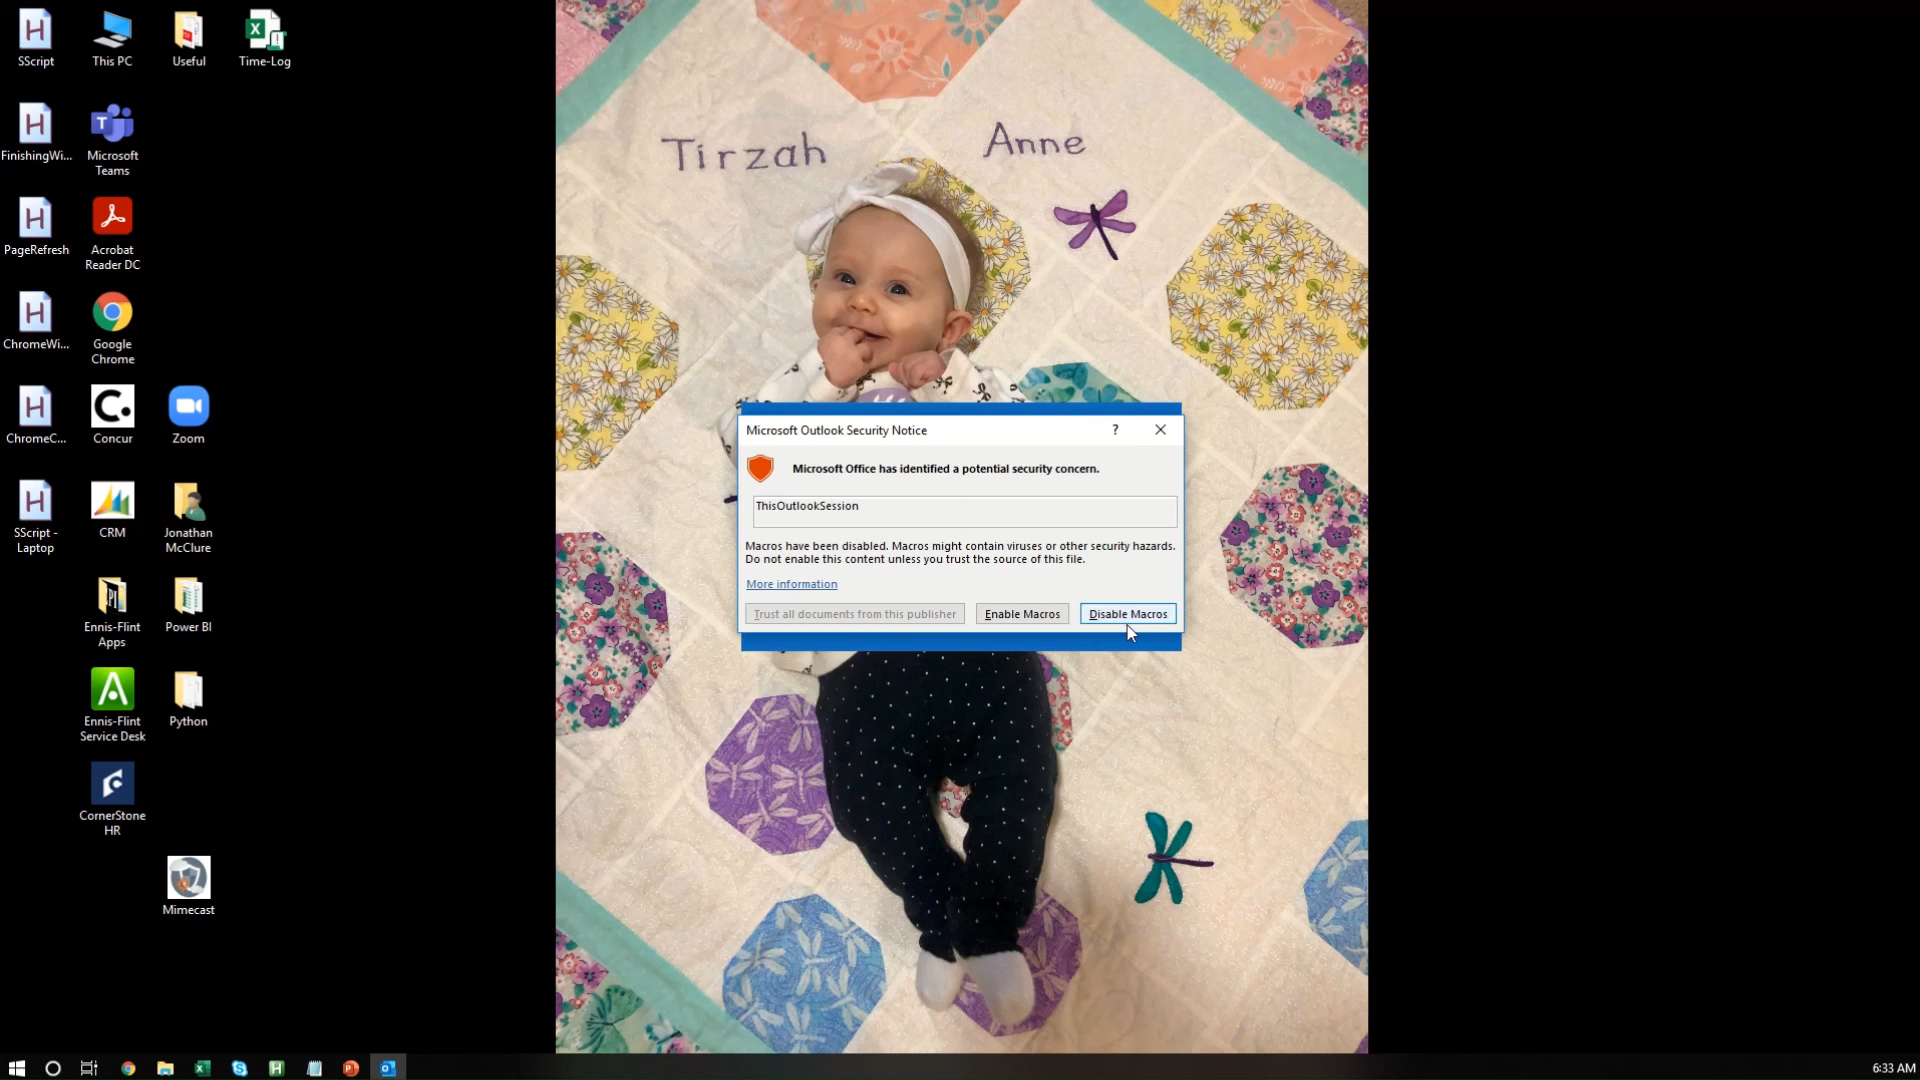 SScript
This PC
Useful
Time-Log
FinishingWi...
Microsoft
Teams
PageRefresh
Acrobat
Reader DC
ChromeWi...
Google
Chrome
ChromeC...
Concur
Zoom
SScript -
Laptop
CRM
Jonathan
McClure
Ennis-Flint
Apps
Power BI
Ennis-Flint
Service Desk
Python
CornerStone
HR
Mimecast
Tirzah Anne
Microsoft Outlook Security Notice
Microsoft Office has identified a potential security concern.
ThisOutlookSession
Macros have been disabled. Macros might contain viruses or other security hazards.
Do not enable this content unless you trust the source of this file.
More information
Trust all documents from this publisher
Enable Macros
Disable Macros
6:33 AM